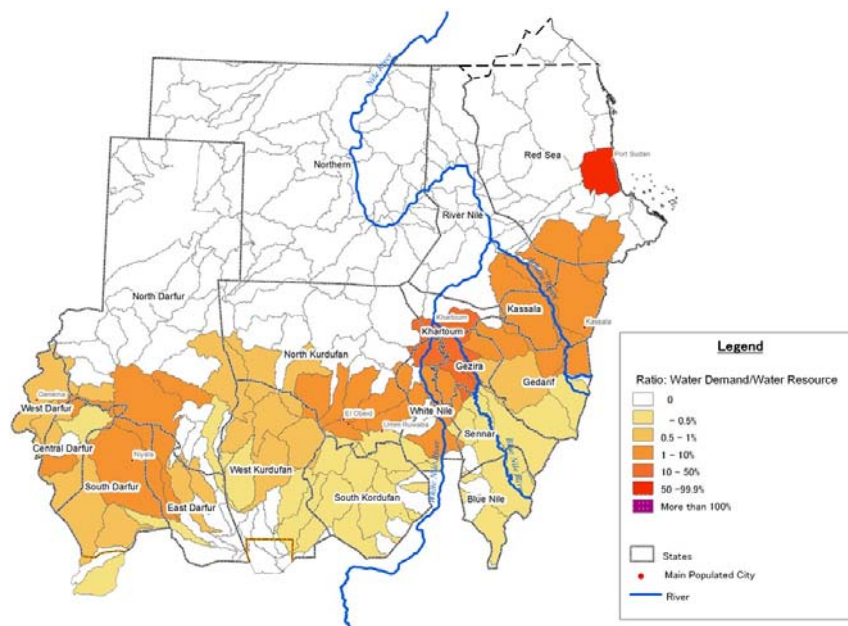 Nile River
Northern
Red Sea
Port Sudan
River Nile
North Darfur
Kassala
Kassala
Khartoum
Khartoum
North Kurdufan
Gezira
Gedarif
Geneina
West Darfur
El Obeid
White Nile
Umm Ruwaba
Sennar
Central Darfur
Nyala
West Kurdufan
South Darfur
South Kordufan
East Darfur
Blue Nile
Legend
Ratio: Water Demand/Water Resource
0
- 0.5%
0.5 - 1%
1 - 10%
10 - 50%
50 -99.9%
More than 100%
States
Main Populated City
River